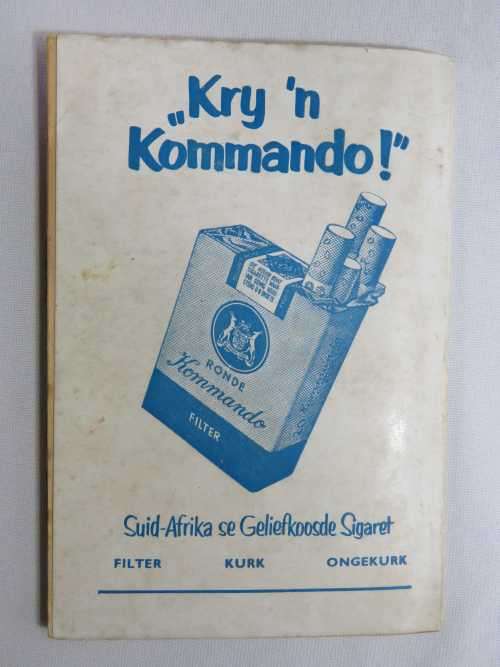 „Kry 'n
Kommando!”
RONDE
Kommando
FILTER
Suid-Afrika se Geliefkoosde Sigaret
FILTER KURK ONGEKURK